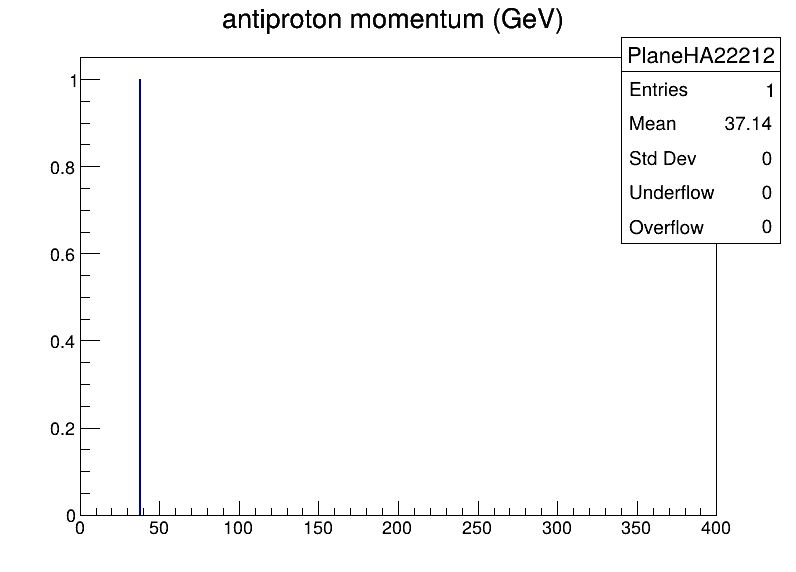 antiproton momentum (GeV)
PlaneHA22212
Entries 1
Mean 37.14
Std Dev 0
Underflow 0
Overflow 0
1
0.8
0.6
0.4
0.2
0
0 50 100 150 200 250 300 350 400